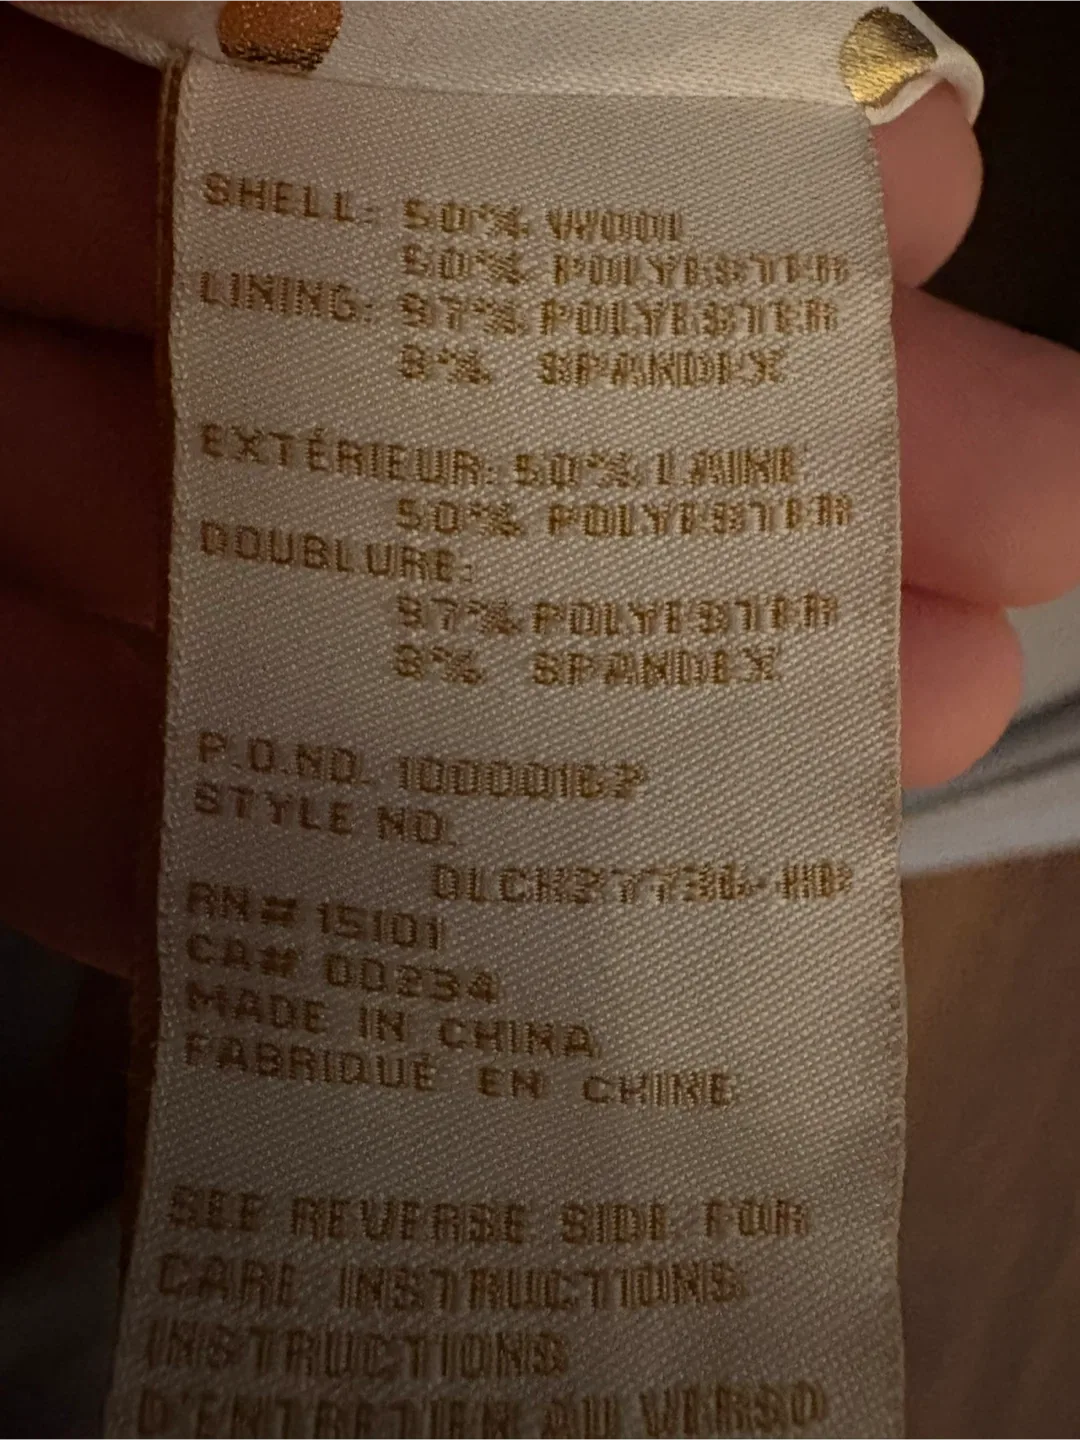 SHELL: 50% WOOL
50% POLYESTER
LINING: 97% POLYESTER
3% SPANDEX
EXTÉRIEUR: 50% LAINE
50% POLYESTER
DOUBLURE:
97% POLYESTER
3% SPANDEX
P.O.NO.
STYLE NO.
RN# 15101
CA# 00234
MADE IN CHINA
FABRIQUÉ EN CHINE
SEE REVERSE SIDE FOR
CARE INSTRUCTIONS.
INSTRUCTIONS
D'ENTRETIEN AU VERSO